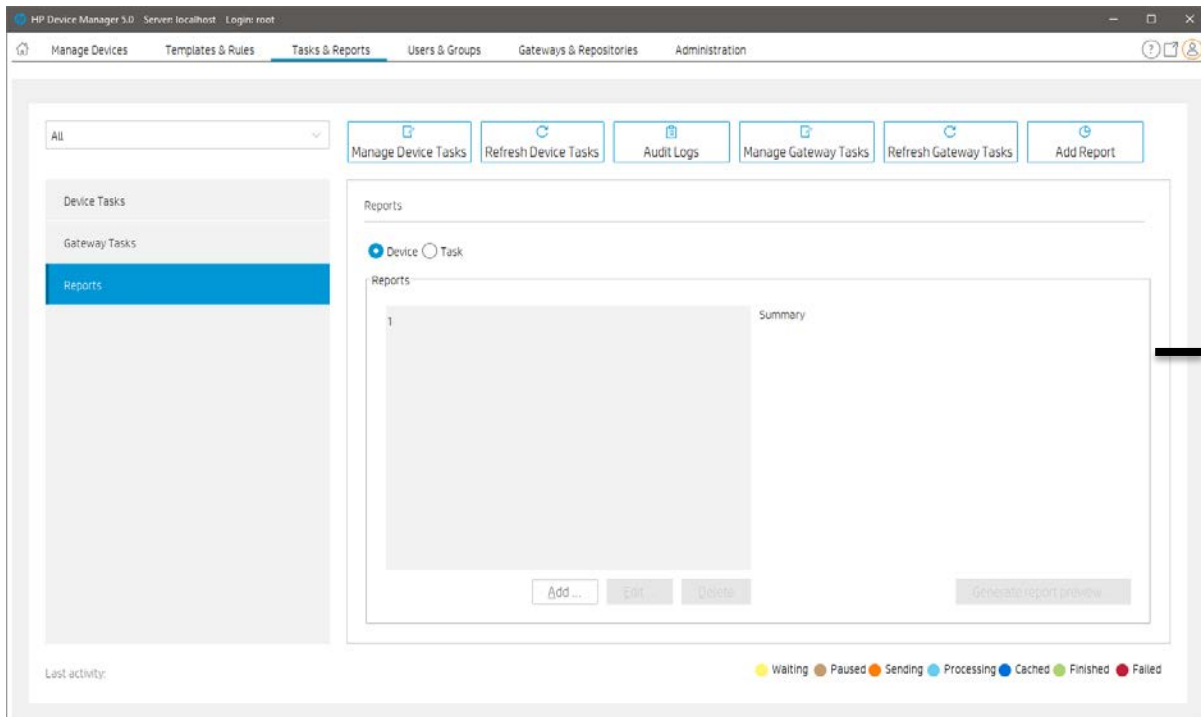 HP Device Manager 5.0 Server: localhost Login: root
Manage Devices Templates & Rules Tasks & Reports Users & Groups Gateways & Repositories Administration
All
Manage Device Tasks Refresh Device Tasks Audit Logs Manage Gateway Tasks Refresh Gateway Tasks Add Report
Device Tasks
Gateway Tasks
Reports
Reports
Device Task
Reports
1
Summary
Add ... Edit ... Delete Generate report preview...
Last activity:
Waiting Paused Sending Processing Cached Finished Failed